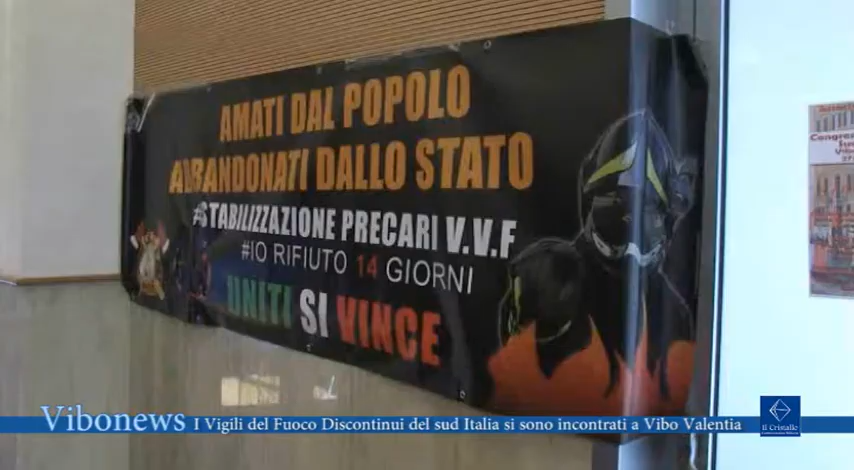 AMATI DAL POPOLO
ABBANDONATI DALLO STATO
#STABILIZZAZIONE PRECARI V.V.F
#IO RIFIUTO 14 GIORNI
UNITI SI VINCE
Vibonews I Vigili del Fuoco Discontinui del sud Italia si sono incontrati a Vibo Valentia
Il Cristallo